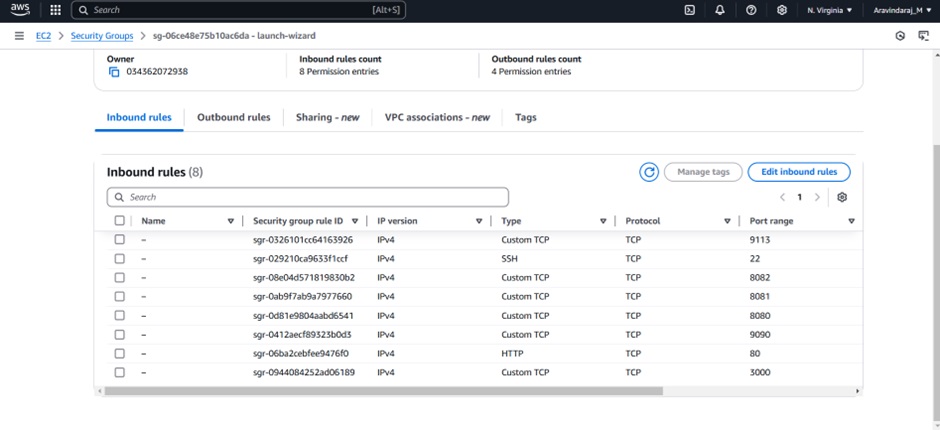 aws Search [Alt+S] N. Virginia Aravindaraj_M
EC2 > Security Groups > sg-06ce48e75b10ac6da - launch-wizard
Owner Inbound rules count Outbound rules count
034362072938 8 Permission entries 4 Permission entries
Inbound rules Outbound rules Sharing - new VPC associations - new Tags
Inbound rules (8) Manage tags Edit inbound rules
Search 1
Name Security group rule ID IP version Type Protocol Port range
– sgr-0326101cc64163926 IPv4 Custom TCP TCP 9113
– sgr-029210ca9633f1ccf IPv4 SSH TCP 22
– sgr-08e04d571819830b2 IPv4 Custom TCP TCP 8082
– sgr-0ab9f7ab9a7977660 IPv4 Custom TCP TCP 8081
– sgr-0d81e9804aabd6541 IPv4 Custom TCP TCP 8080
– sgr-0412aecf89323b0d3 IPv4 Custom TCP TCP 9090
– sgr-06ba2cebfee9476f0 IPv4 HTTP TCP 80
– sgr-0944084252ad06189 IPv4 Custom TCP TCP 3000